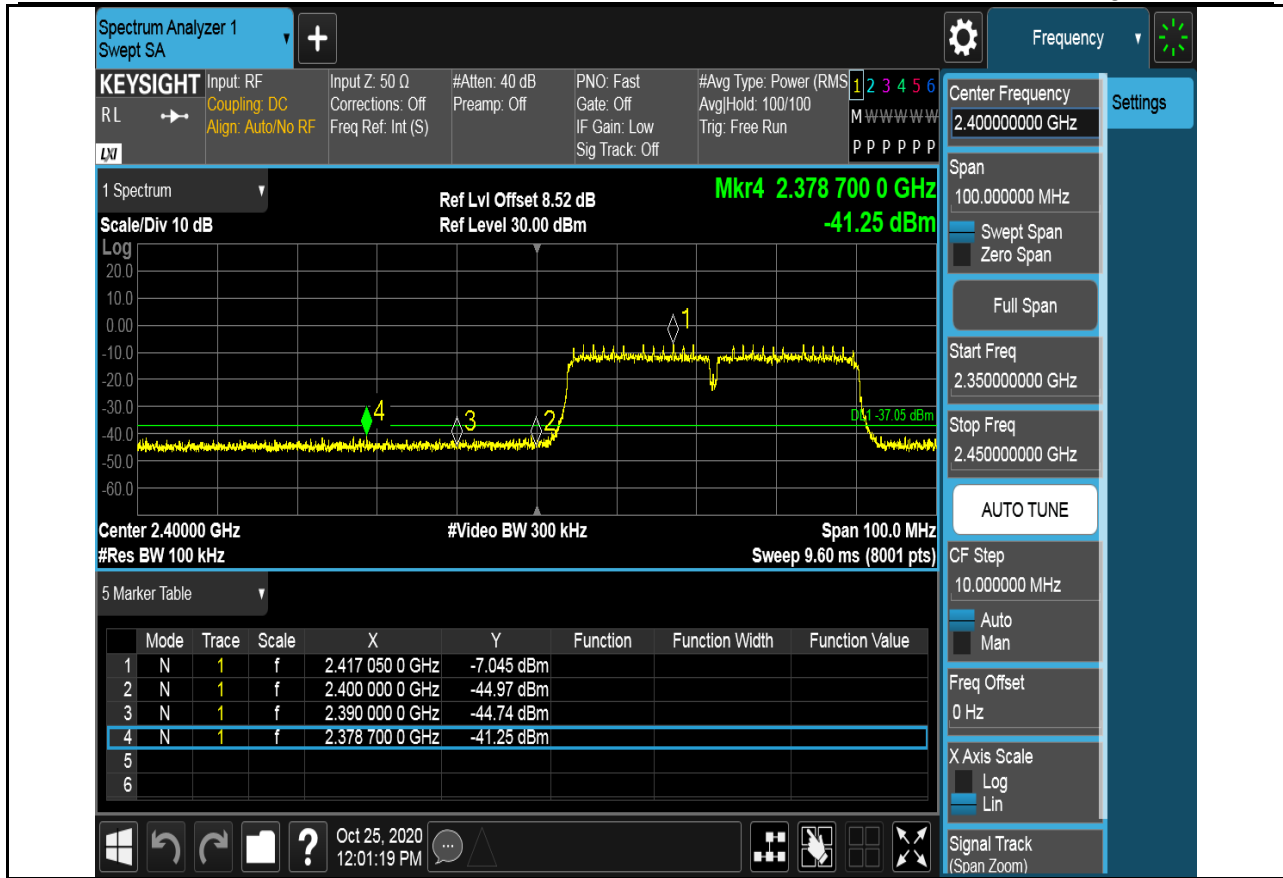 Spectrum Analyzer 1
Swept SA
+
Frequency
KEYSIGHT
RL
LXI
Input: RF
Coupling: DC
Align: Auto/No RF
Input Z: 50 Ω
Corrections: Off
Freq Ref: Int (S)
#Atten: 40 dB
Preamp: Off
PNO: Fast
Gate: Off
IF Gain: Low
Sig Track: Off
#Avg Type: Power (RMS
Avg|Hold: 100/100
Trig: Free Run
1 2 3 4 5 6
M W W W W W
P P P P P P
1 Spectrum
Scale/Div 10 dB
Ref Lvl Offset 8.52 dB
Ref Level 30.00 dBm
Mkr4 2.378 700 0 GHz
-41.25 dBm
Log
20.0
10.0
0.00
-10.0
-20.0
-30.0
-40.0
-50.0
-60.0
1
4
3
2
DL1 -37.05 dBm
Center 2.40000 GHz
#Video BW 300 kHz
Span 100.0 MHz
#Res BW 100 kHz
Sweep 9.60 ms (8001 pts)
5 Marker Table
Mode Trace Scale X Y Function Function Width Function Value
1 N 1 f 2.417 050 0 GHz -7.045 dBm
2 N 1 f 2.400 000 0 GHz -44.97 dBm
3 N 1 f 2.390 000 0 GHz -44.74 dBm
4 N 1 f 2.378 700 0 GHz -41.25 dBm
5
6
?
Oct 25, 2020
12:01:19 PM
Center Frequency
2.400000000 GHz
Settings
Span
100.000000 MHz
Swept Span
Zero Span
Full Span
Start Freq
2.350000000 GHz
Stop Freq
2.450000000 GHz
AUTO TUNE
CF Step
10.000000 MHz
Auto
Man
Freq Offset
0 Hz
X Axis Scale
Log
Lin
Signal Track
(Span Zoom)